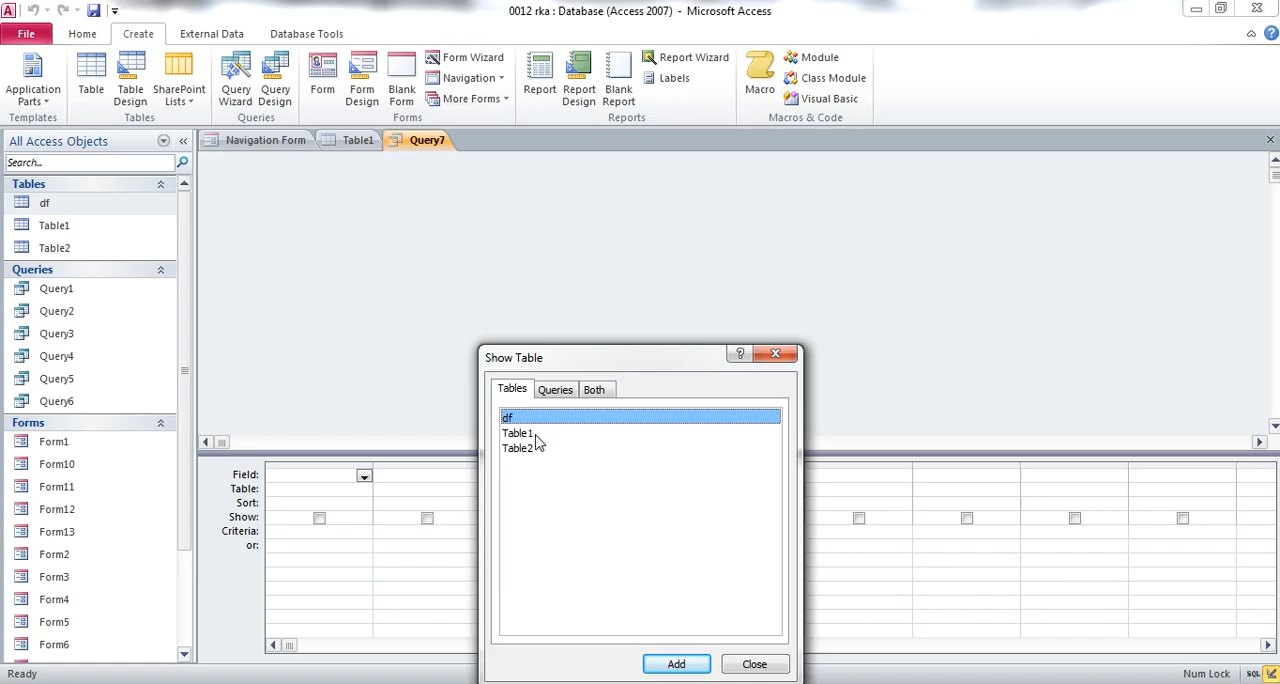 0012 rka : Database (Access 2007) - Microsoft Access
File Home Create External Data Database Tools
Application Parts Table Table Design SharePoint Lists Query Wizard Query Design Form Form Design Blank Form Form Wizard Navigation More Forms Report Report Design Blank Report Report Wizard Labels Macro Module Class Module Visual Basic
Templates Tables Queries Forms Reports Macros & Code
All Access Objects
Navigation Form Table1 Query7
Search...
Tables
df
Table1
Table2
Queries
Query1
Query2
Query3
Query4
Query5
Query6
Forms
Form1
Form10
Form11
Form12
Form13
Form2
Form3
Form4
Form5
Form6
Show Table
Tables Queries Both
df
Table1
Table2
Add Close
Field:
Table:
Sort:
Show:
Criteria:
or:
Ready Num Lock SQL